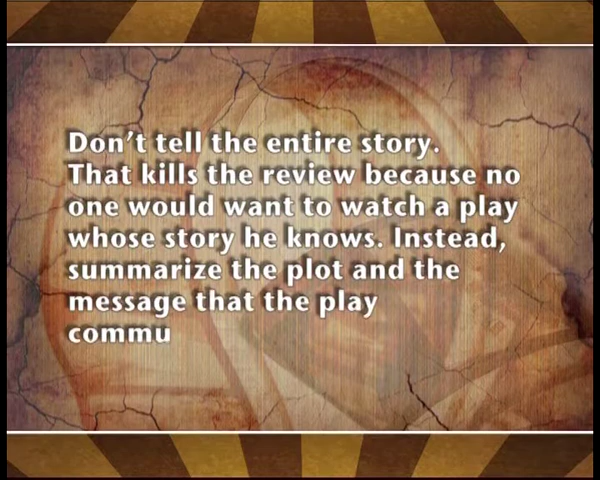 Don't tell the entire story.
That kills the review because no
one would want to watch a play
whose story he knows. Instead,
summarize the plot and the
message that the play
commu